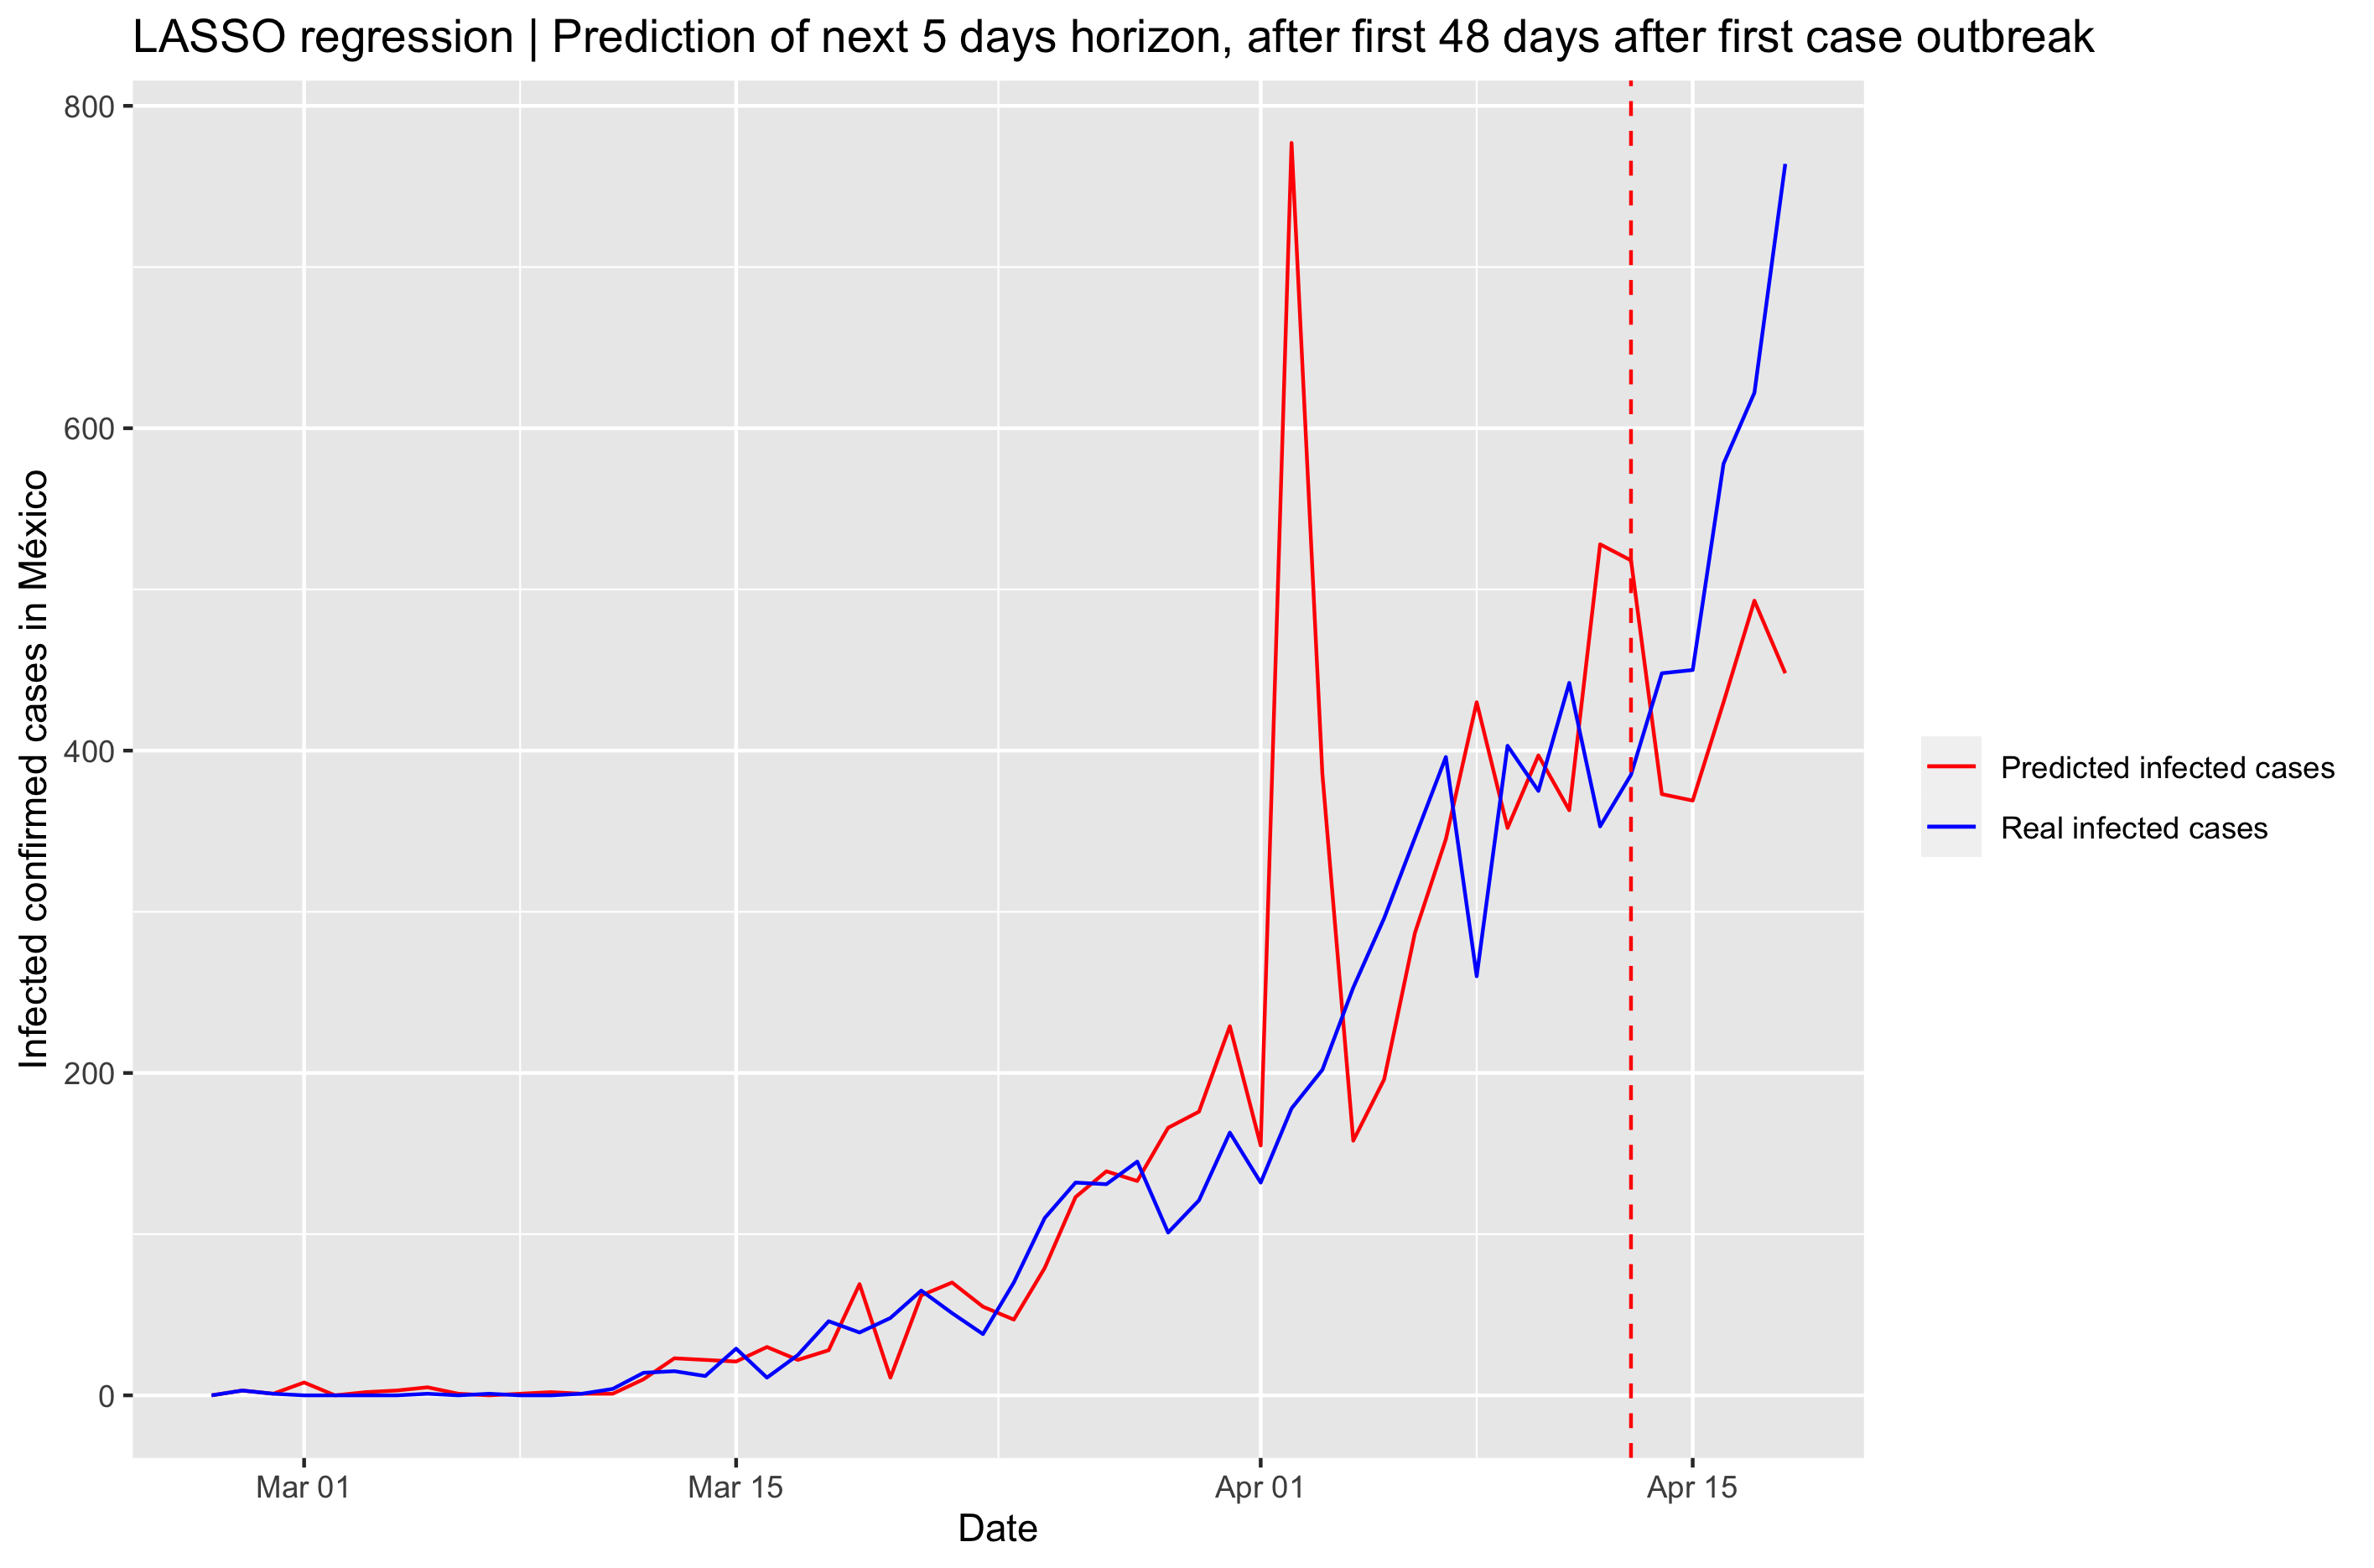 LASSO regression | Prediction of next 5 days horizon, after first 48 days after first case outbreak
Infected confirmed cases in México
800
600
400
200
0
Mar 01
Mar 15
Apr 01
Apr 15
Date
Predicted infected cases
Real infected cases